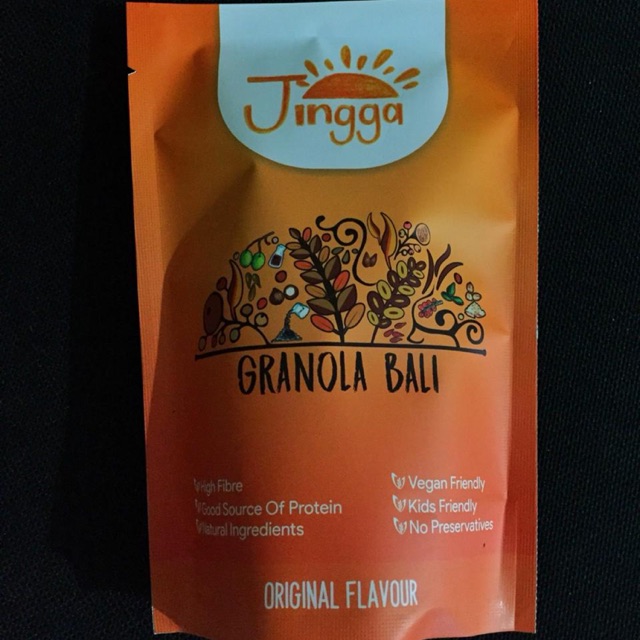 Jingga
GRANOLA BALI
High Fibre
Good Source Of Protein
Natural Ingredients
Vegan Friendly
Kids Friendly
No Preservatives
ORIGINAL FLAVOUR